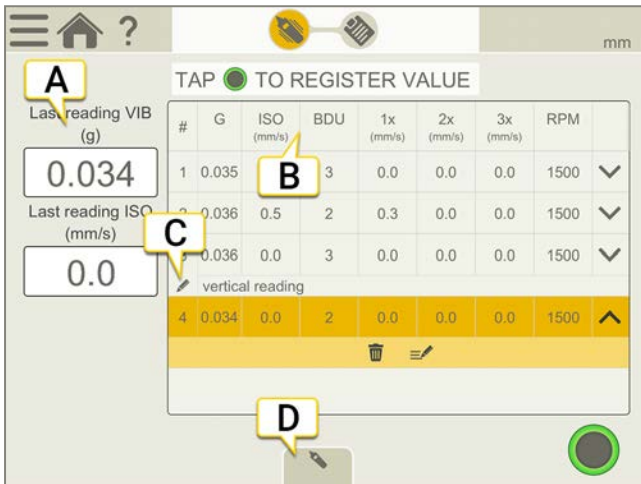 ?
mm
TAP TO REGISTER VALUE
A
Last reading VIB
(g)
0.034
Last reading ISO
(mm/s)
0.0
# G ISO (mm/s) BDU 1x (mm/s) 2x (mm/s) 3x (mm/s) RPM
B
1 0.035 3 0.0 0.0 0.0 1500
0.036 0.5 2 0.3 0.0 0.0 1500
C
0.036 0.0 3 0.0 0.0 0.0 1500
vertical reading
4 0.034 0.0 2 0.0 0.0 0.0 1500
D